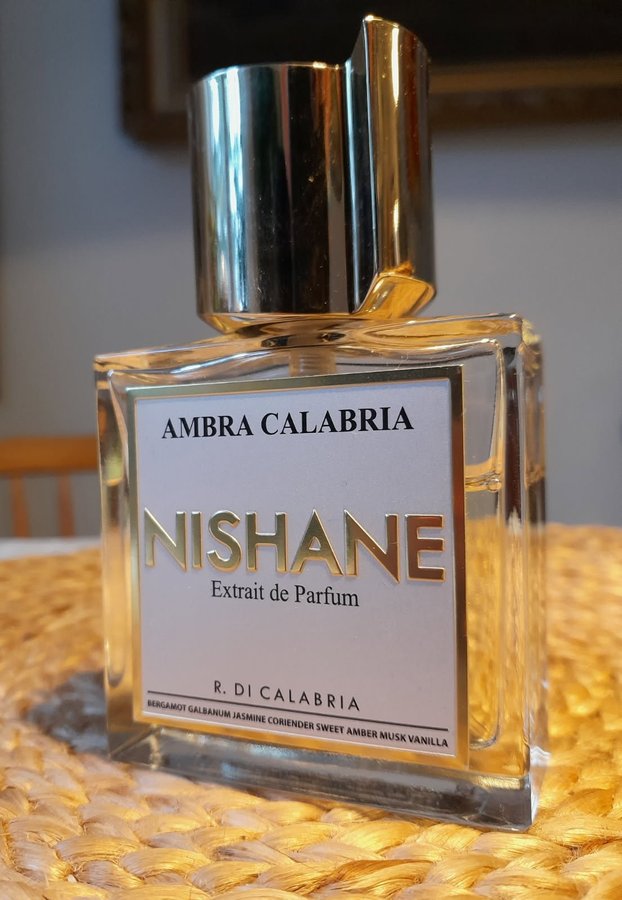 AMBRA CALABRIA
NISHANE
Extrait de Parfum
R. DI CALABRIA
BERGAMOT GALBANUM JASMINE CORIENDER SWEET AMBER MUSK VANILLA